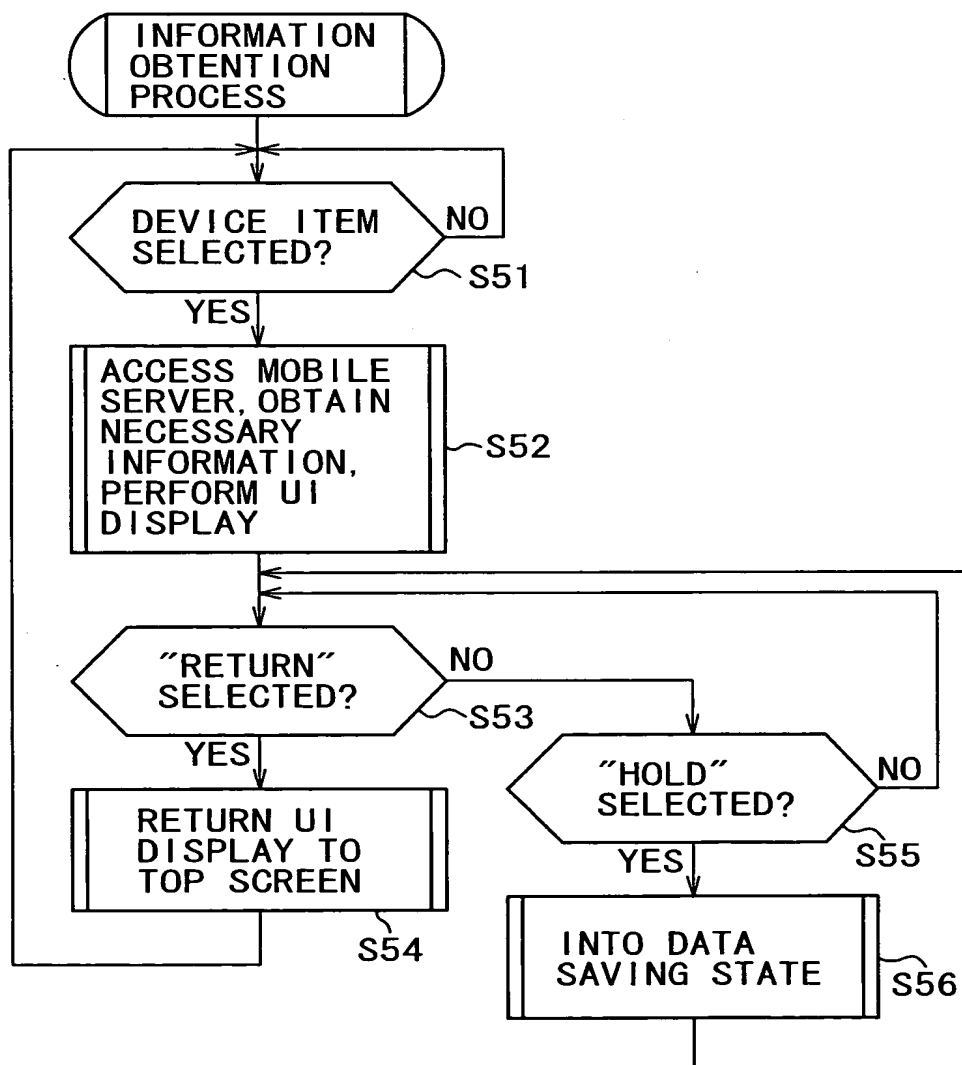 INFORMATION
OBTENTION
PROCESS
DEVICE ITEM
SELECTED?
NO
S51
YES
ACCESS MOBILE
SERVER, OBTAIN
NECESSARY
INFORMATION,
PERFORM UI
DISPLAY
S52
"RETURN"
SELECTED?
NO
S53
YES
RETURN UI
DISPLAY TO
TOP SCREEN
S54
"HOLD"
SELECTED?
NO
S55
YES
INTO DATA
SAVING STATE
S56